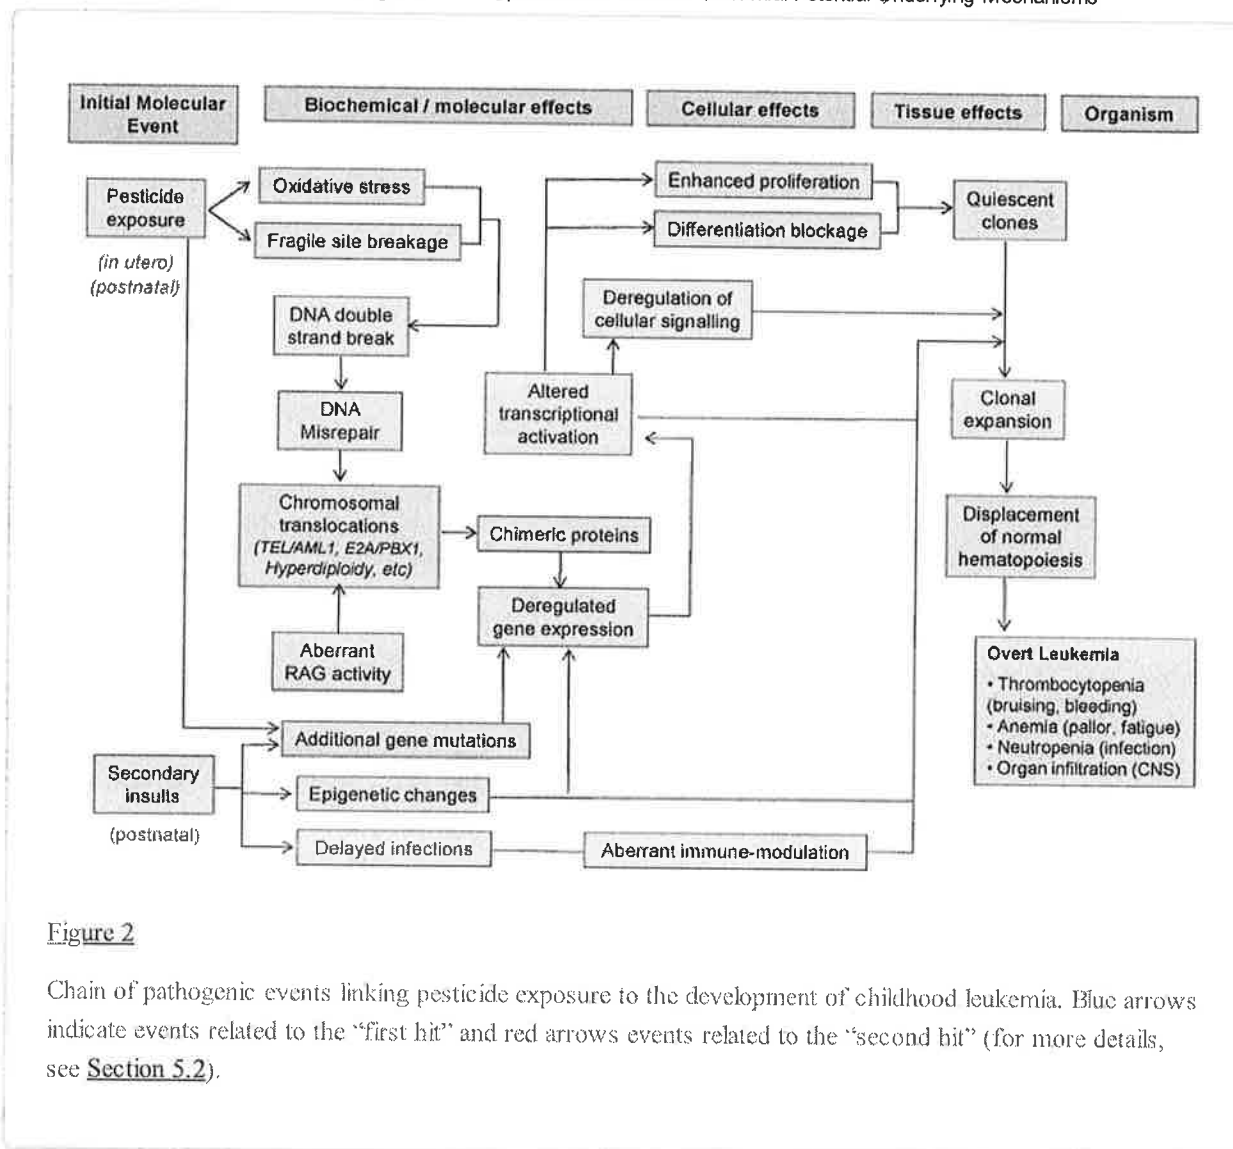 Underlying Mechanisms
Initial Molecular
Event
Biochemical / molecular effects
Cellular effects
Tissue effects
Organism
Pesticide
exposure
(in utero)
(postnatal)
Oxidative stress
Fragile site breakage
DNA double
strand break
DNA
Misrepair
Chromosomal
translocations
(TEL/AML1, E2A/PBX1,
Hyperdiploidy, etc)
Aberrant
RAG activity
Chimeric proteins
Deregulated
gene expression
Altered
transcriptional
activation
Deregulation of
cellular signalling
Enhanced proliferation
Differentiation blockage
Quiescent
clones
Clonal
expansion
Displacement
of normal
hematopoiesis
Overt Leukemia
• Thrombocytopenia
(bruising, bleeding)
• Anemia (pallor, fatigue)
• Neutropenia (infection)
• Organ infiltration (CNS)
Secondary
insults
(postnatal)
Additional gene mutations
Epigenetic changes
Delayed infections
Aberrant immune-modulation
Figure 2
Chain of pathogenic events linking pesticide exposure to the development of childhood leukemia. Blue arrows
indicate events related to the “first hit” and red arrows events related to the “second hit” (for more details,
see Section 5.2).